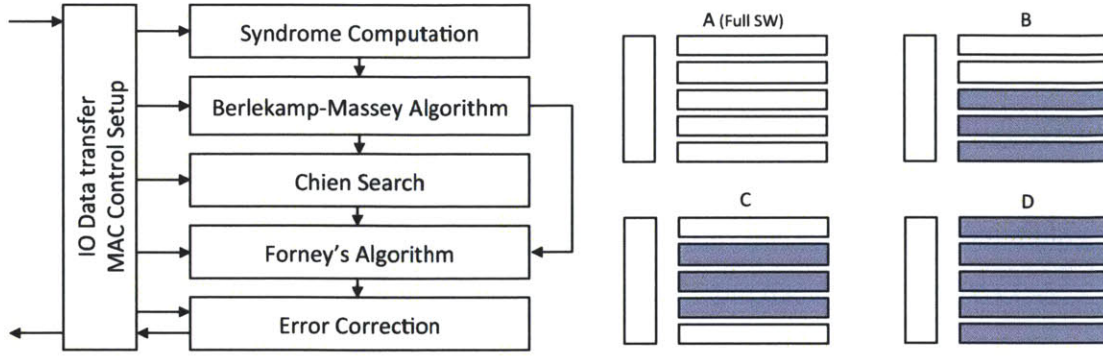 IO Data transfer
MAC Control Setup
Syndrome Computation
Berlekamp-Massey Algorithm
Chien Search
Forney's Algorithm
Error Correction
A (Full SW)
B
C
D